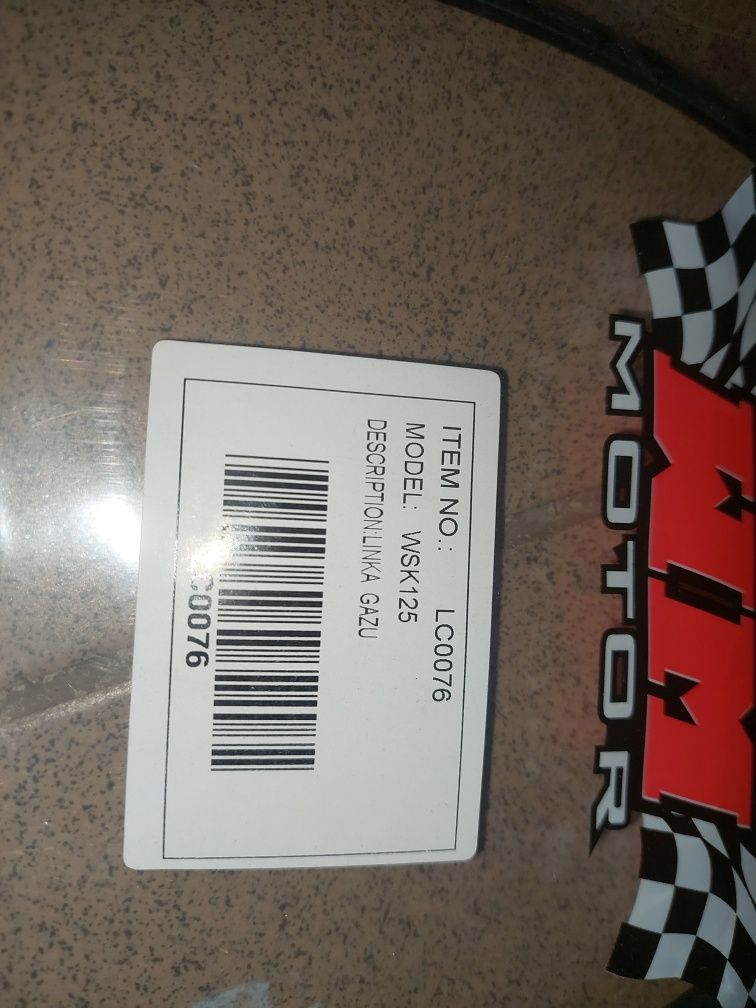 ITEM NO.: LC0076
MODEL: WSK125
DESCRIPTION:LINKA GAZU
C0076
MOTOR